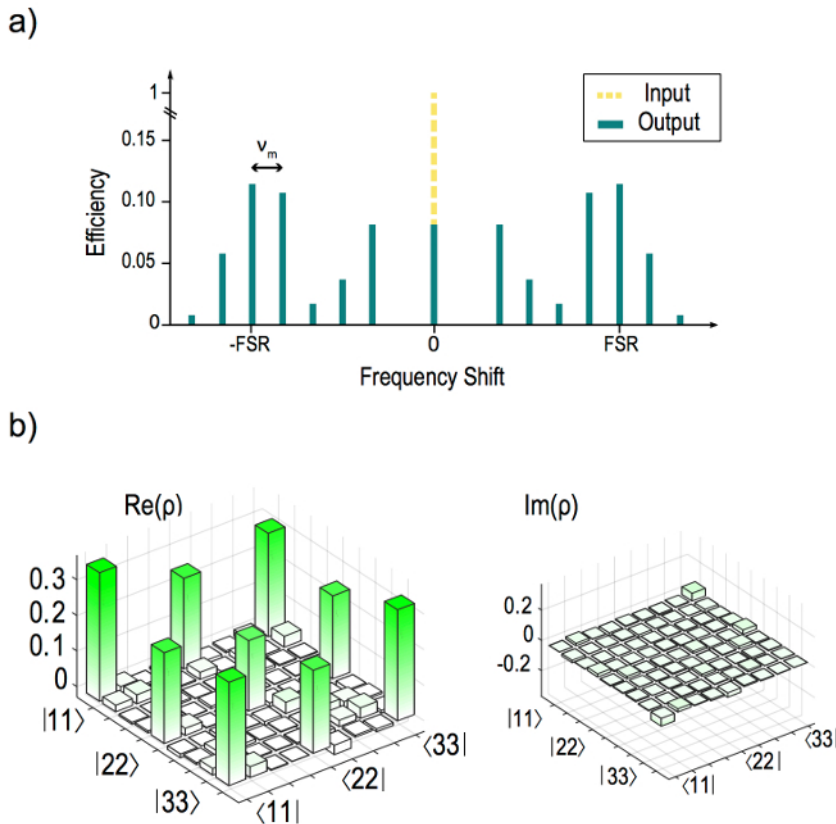 a)
Input
Output
1
0.15
0.10
0.05
0
Efficiency
νm
-FSR
0
FSR
Frequency Shift
b)
Re(ρ)
0.3
0.2
0.1
0
|11⟩
|22⟩
|33⟩
⟨11|
⟨22|
⟨33|
Im(ρ)
0.2
0
-0.2
|11⟩
|22⟩
|33⟩
⟨11|
⟨22|
⟨33|